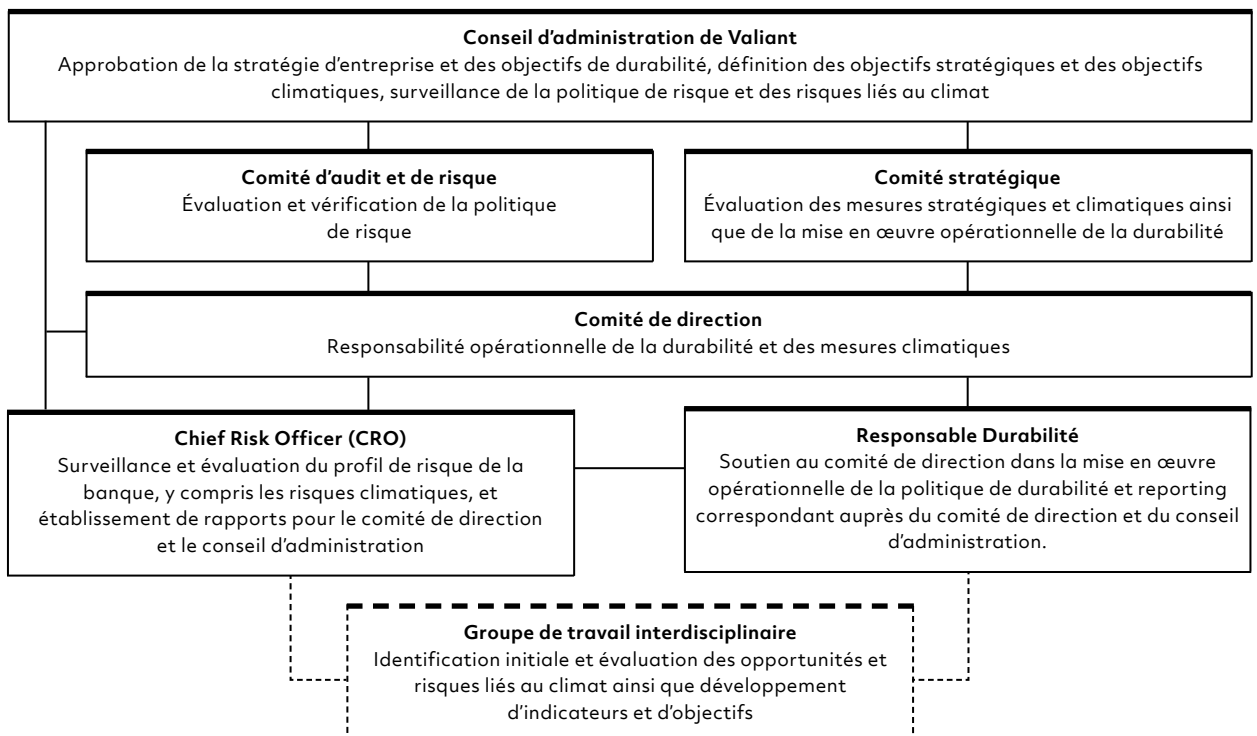 Conseil d'administration de Valiant
Approbation de la stratégie d'entreprise et des objectifs de durabilité, définition des objectifs stratégiques et des objectifs
climatiques, surveillance de la politique de risque et des risques liés au climat
Comité d'audit et de risque
Évaluation et vérification de la politique
de risque
Comité stratégique
Évaluation des mesures stratégiques et climatiques ainsi
que de la mise en œuvre opérationnelle de la durabilité
Comité de direction
Responsabilité opérationnelle de la durabilité et des mesures climatiques
Chief Risk Officer (CRO)
Surveillance et évaluation du profil de risque de la
banque, y compris les risques climatiques, et
établissement de rapports pour le comité de direction
et le conseil d'administration
Responsable Durabilité
Soutien au comité de direction dans la mise en œuvre
opérationnelle de la politique de durabilité et reporting
correspondant auprès du comité de direction et du conseil
d'administration.
Groupe de travail interdisciplinaire
Identification initiale et évaluation des opportunités et
risques liés au climat ainsi que développement
d'indicateurs et d'objectifs